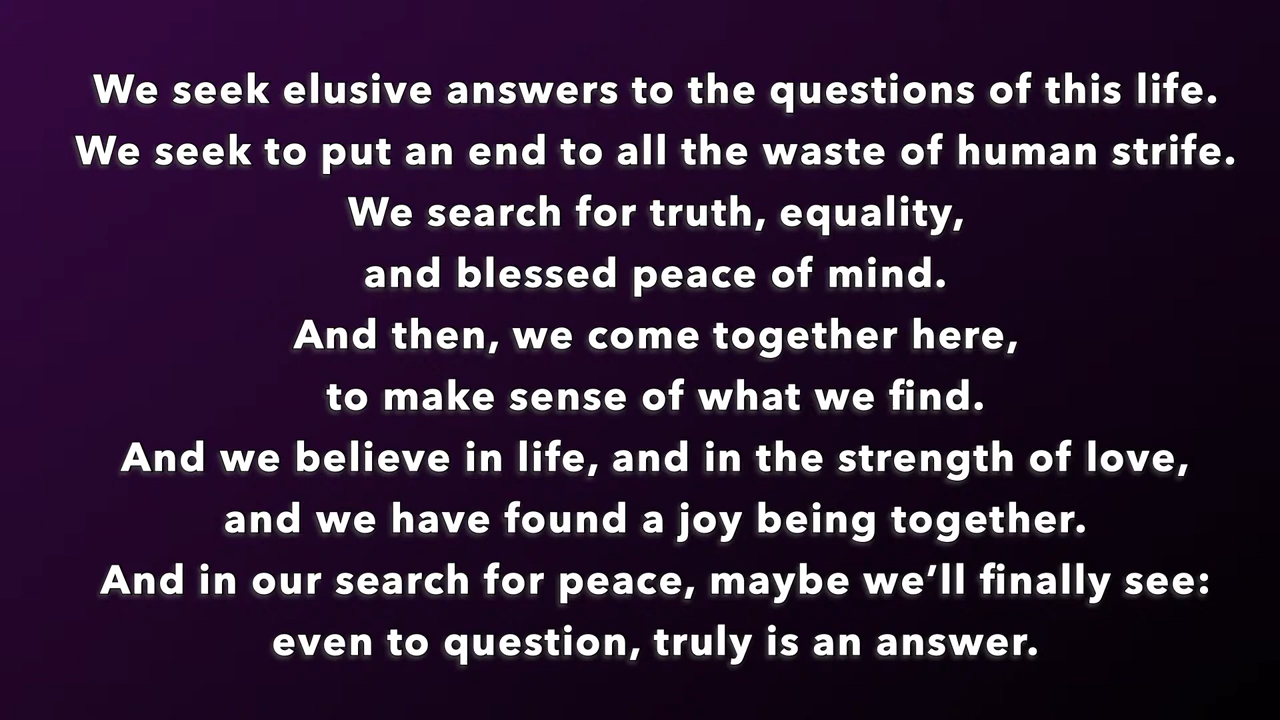 We seek elusive answers to the questions of this life.
We seek to put an end to all the waste of human strife.
We search for truth, equality,
and blessed peace of mind.
And then, we come together here,
to make sense of what we find.
And we believe in life, and in the strength of love,
and we have found a joy being together.
And in our search for peace, maybe we’ll finally see:
even to question, truly is an answer.